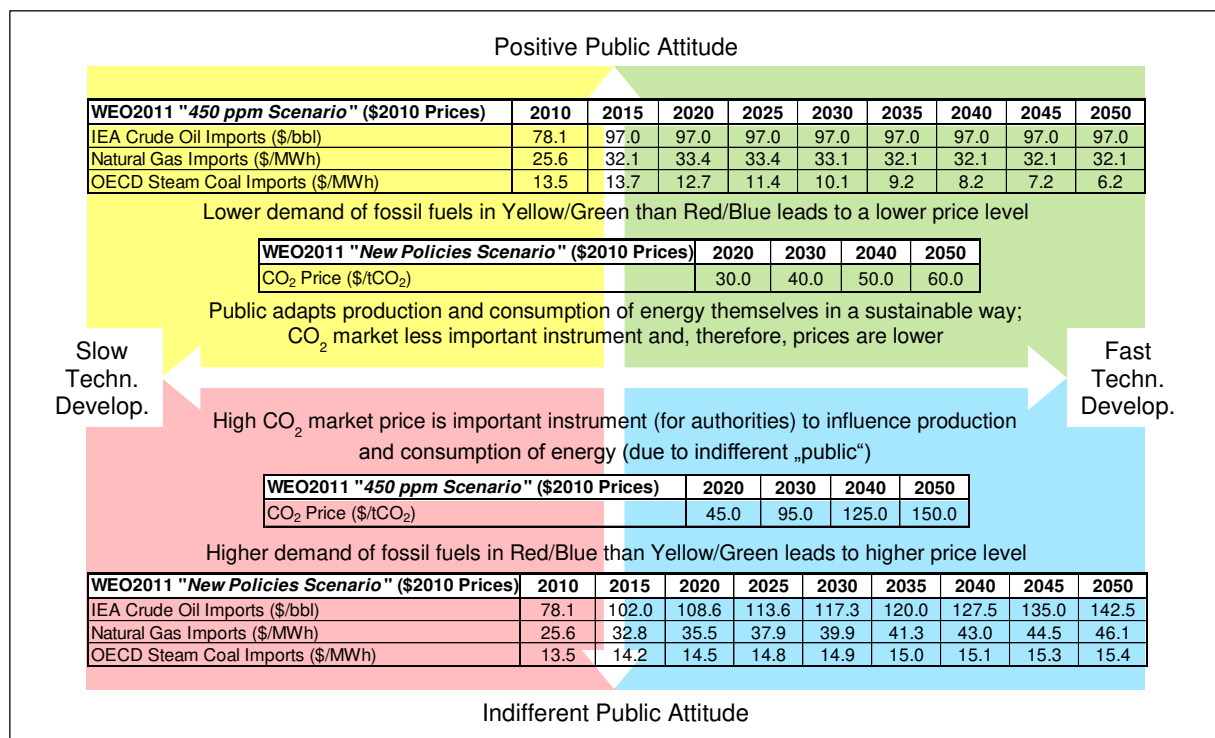 Positive Public Attitude
WEO2011 "450 ppm Scenario" ($2010 Prices) 2010 2015 2020 2025 2030 2035 2040 2045 2050
IEA Crude Oil Imports ($/bbl) 78.1 97.0 97.0 97.0 97.0 97.0 97.0 97.0 97.0
Natural Gas Imports ($/MWh) 25.6 32.1 33.4 33.4 33.1 32.1 32.1 32.1 32.1
OECD Steam Coal Imports ($/MWh) 13.5 13.7 12.7 11.4 10.1 9.2 8.2 7.2 6.2
Lower demand of fossil fuels in Yellow/Green than Red/Blue leads to a lower price level
WEO2011 "New Policies Scenario" ($2010 Prices) 2020 2030 2040 2050
CO₂ Price ($/tCO₂) 30.0 40.0 50.0 60.0
Public adapts production and consumption of energy themselves in a sustainable way;
CO₂ market less important instrument and, therefore, prices are lower
Slow
Techn.
Develop.
Fast
Techn.
Develop.
High CO₂ market price is important instrument (for authorities) to influence production
and consumption of energy (due to indifferent „public“)
WEO2011 "450 ppm Scenario" ($2010 Prices) 2020 2030 2040 2050
CO₂ Price ($/tCO₂) 45.0 95.0 125.0 150.0
Higher demand of fossil fuels in Red/Blue than Yellow/Green leads to higher price level
WEO2011 "New Policies Scenario" ($2010 Prices) 2010 2015 2020 2025 2030 2035 2040 2045 2050
IEA Crude Oil Imports ($/bbl) 78.1 102.0 108.6 113.6 117.3 120.0 127.5 135.0 142.5
Natural Gas Imports ($/MWh) 25.6 32.8 35.5 37.9 39.9 41.3 43.0 44.5 46.1
OECD Steam Coal Imports ($/MWh) 13.5 14.2 14.5 14.8 14.9 15.0 15.1 15.3 15.4
Indifferent Public Attitude